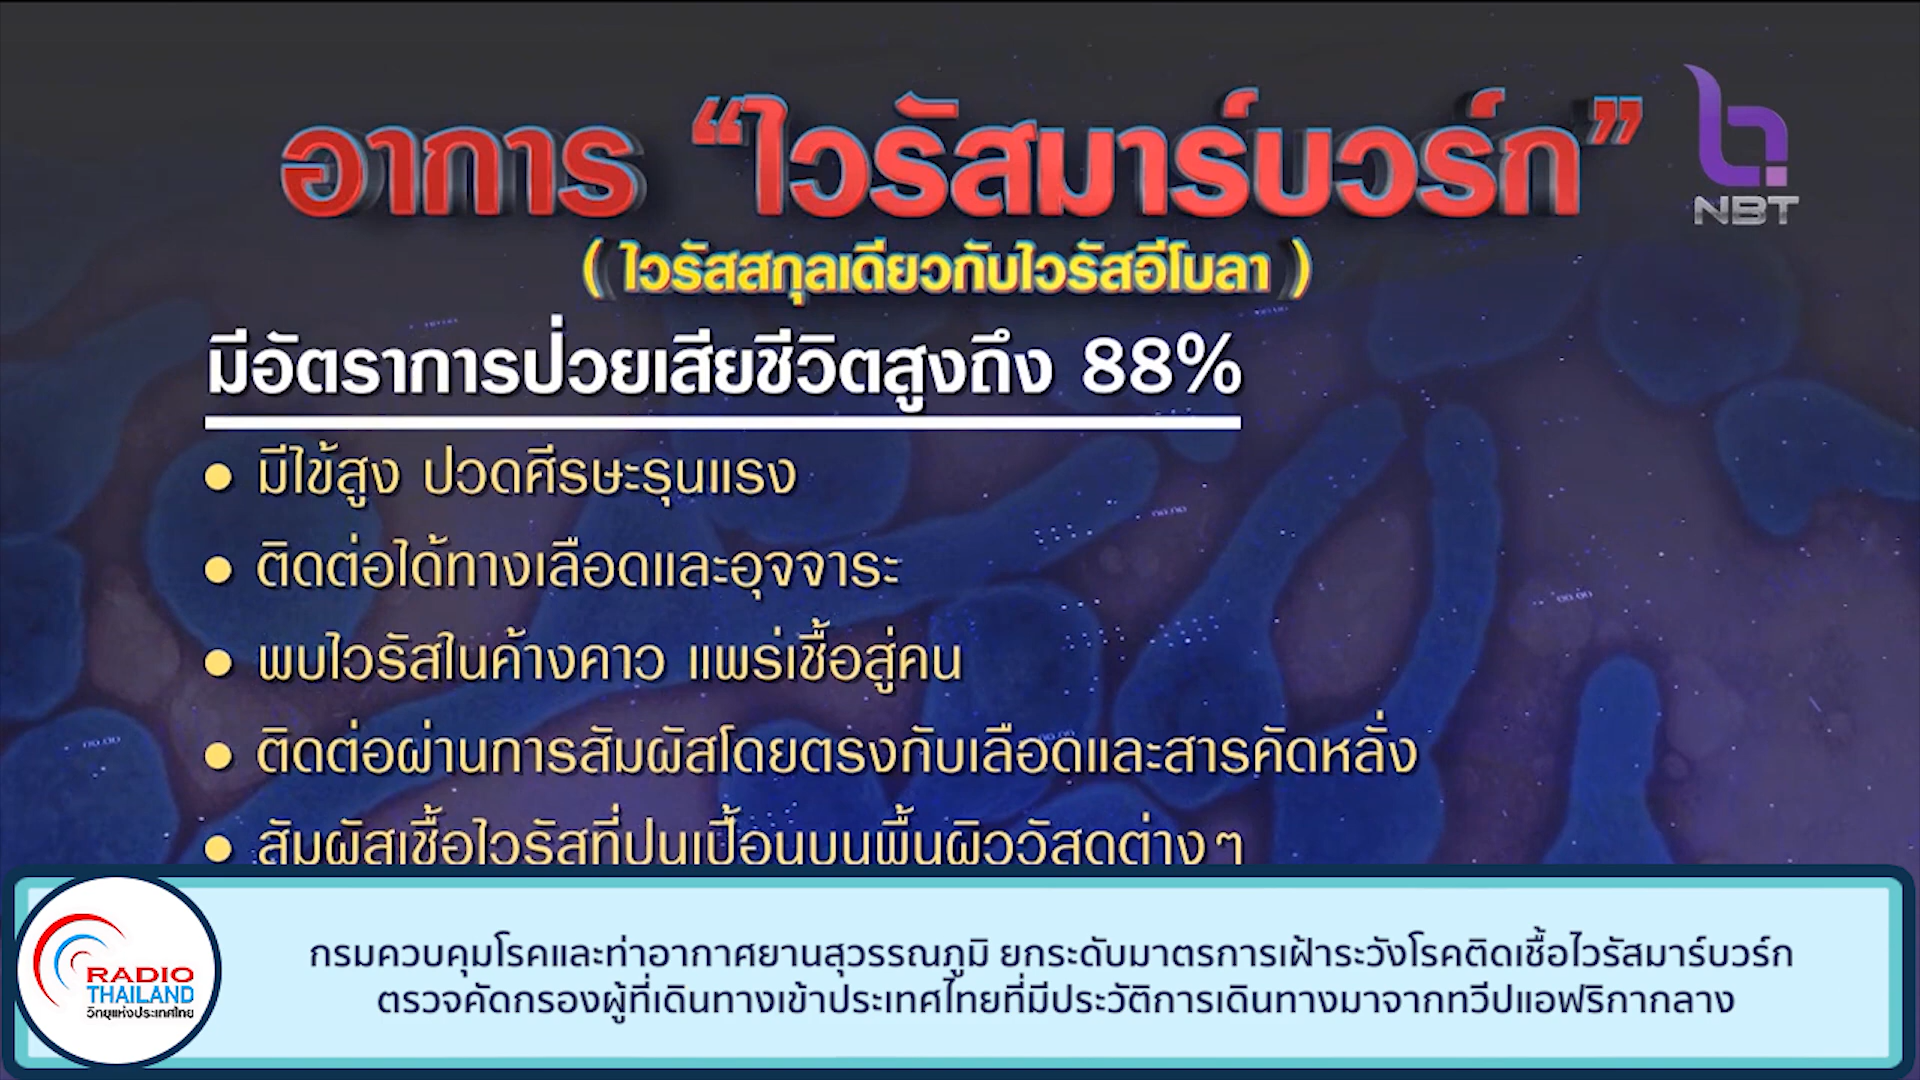 อาการ “ไวรัสมาร์บวร์ก”
NBT
( ไวรัสสกุลเดียวกับไวรัสอีโบลา )
มีอัตราการป่วยเสียชีวิตสูงถึง 88%
● มีไข้สูง ปวดศีรษะรุนแรง
● ติดต่อได้ทางเลือดและอุจจาระ
● พบไวรัสในค้างคาว แพร่เชื้อสู่คน
● ติดต่อผ่านการสัมผัสโดยตรงกับเลือดและสารคัดหลั่ง
● สัมผัสเชื้อไวรัสที่ปนเปื้อนบนพื้นผิววัสดุต่างๆ
RADIO
THAILAND
วิทยุแห่งประเทศไทย
กรมควบคุมโรคและท่าอากาศยานสุวรรณภูมิ ยกระดับมาตรการเฝ้าระวังโรคติดเชื้อไวรัสมาร์บวร์ก
ตรวจคัดกรองผู้ที่เดินทางเข้าประเทศไทยที่มีประวัติการเดินทางมาจากทวีปแอฟริกากลาง